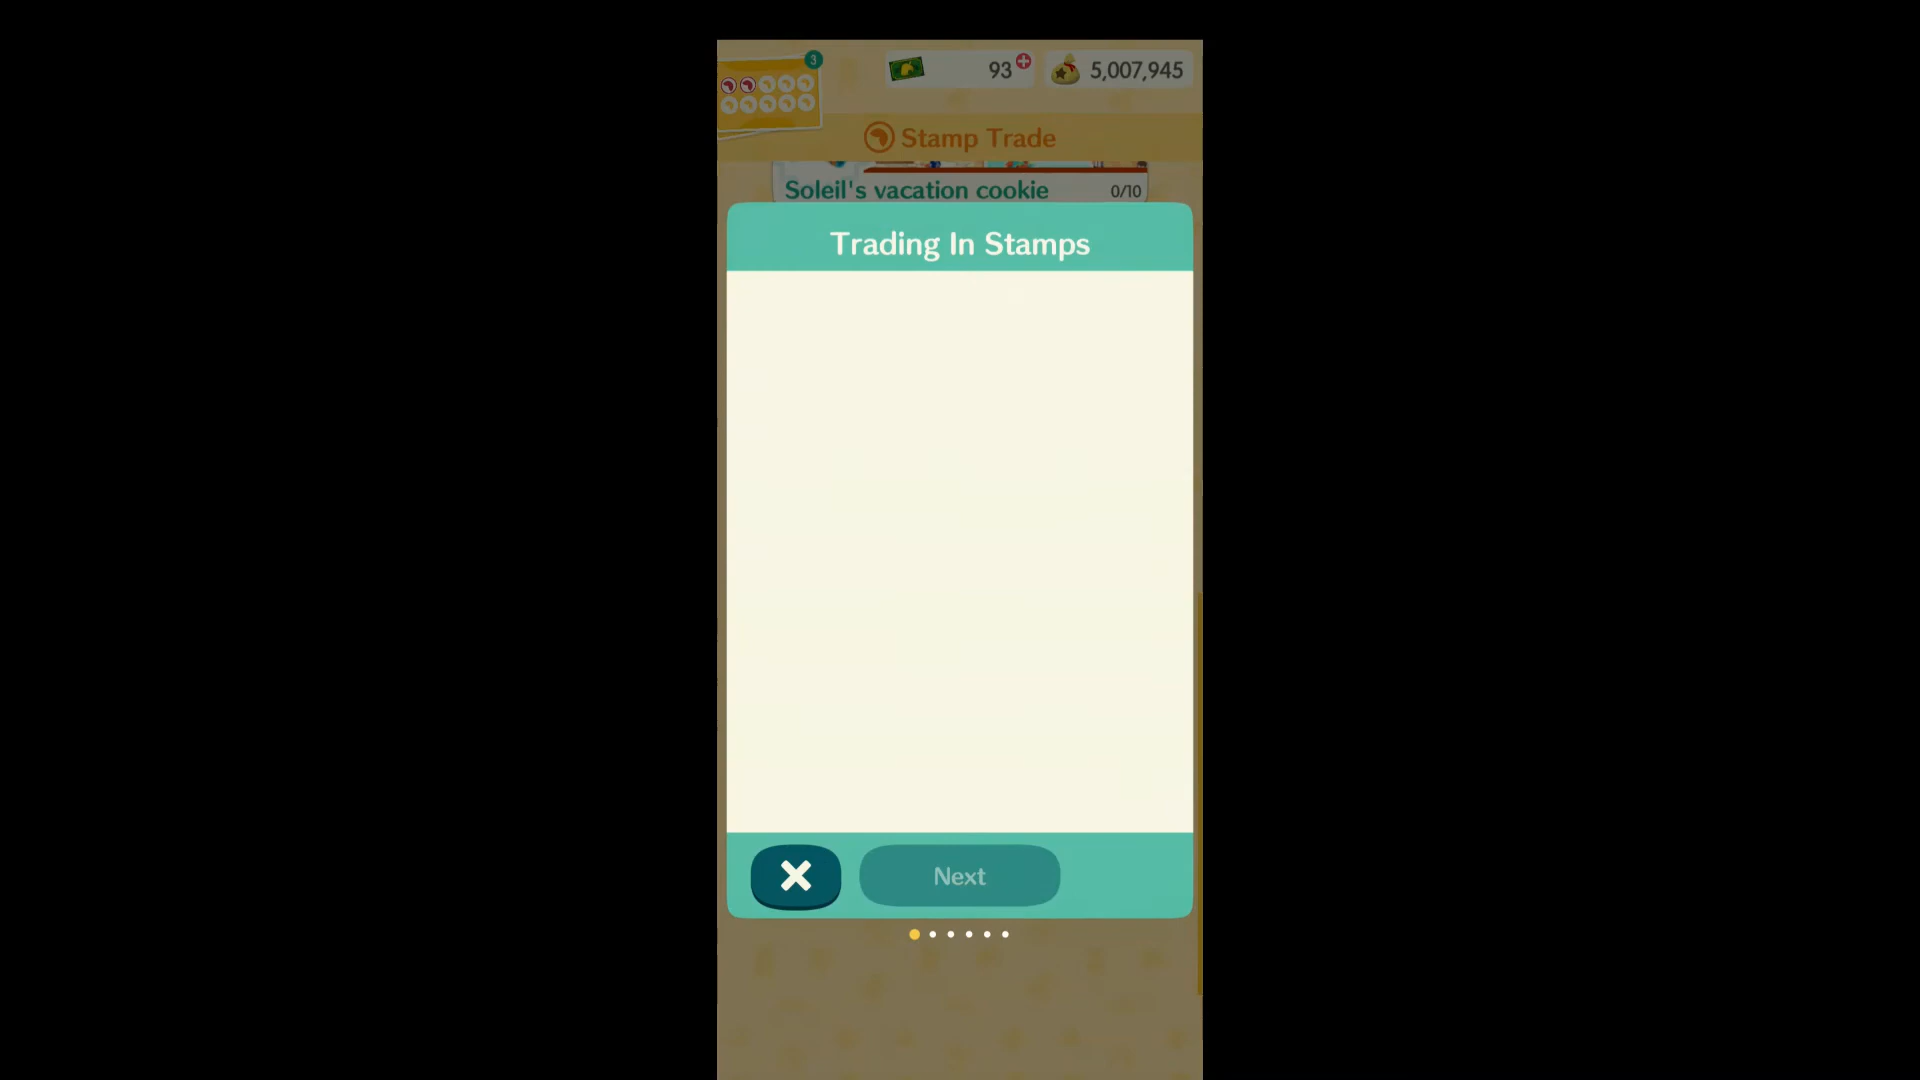 3
93
5,007,945
Stamp Trade
Soleil's vacation cookie
0/10
Trading In Stamps
Next